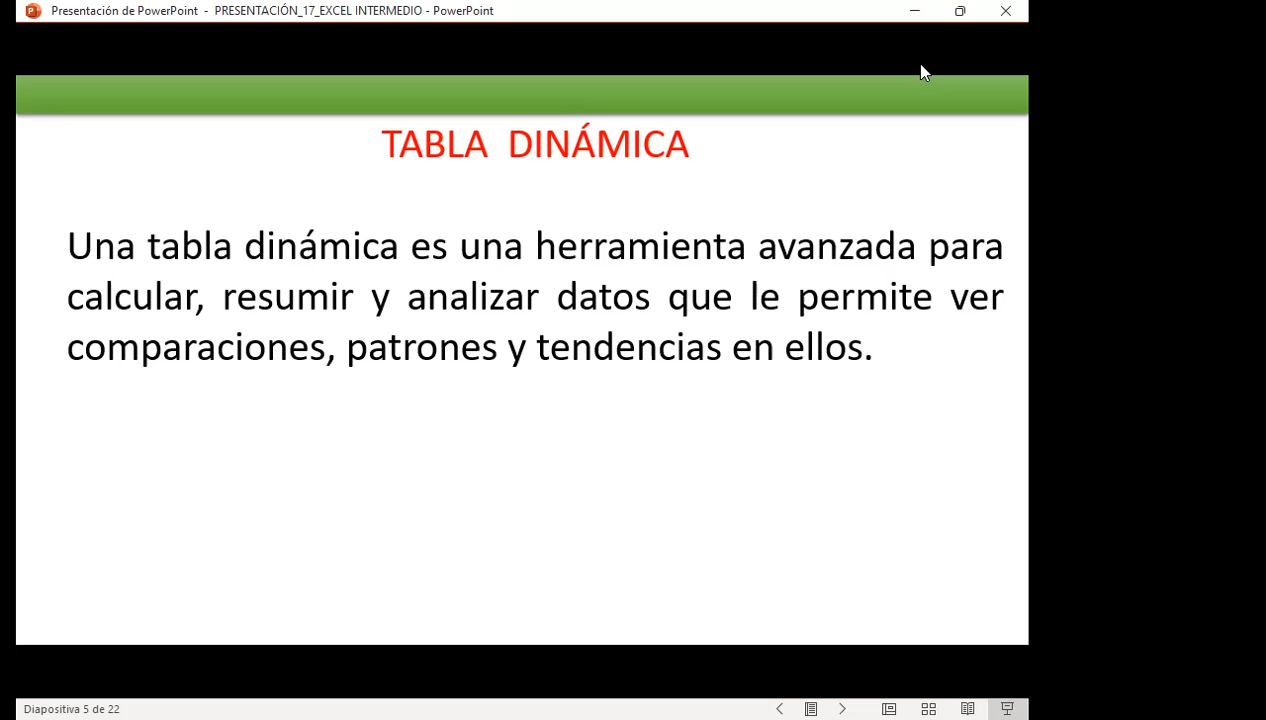 Presentación de PowerPoint - PRESENTACIÓN_17_EXCEL INTERMEDIO - PowerPoint
TABLA DINÁMICA
Una tabla dinámica es una herramienta avanzada para
calcular, resumir y analizar datos que le permite ver
comparaciones, patrones y tendencias en ellos.
Diapositiva 5 de 22